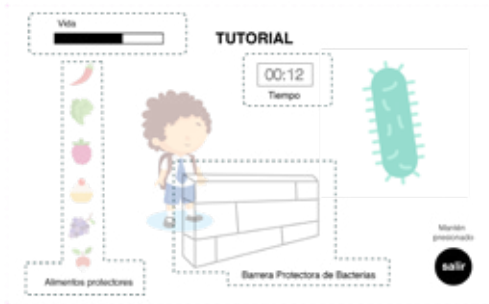 Vida
TUTORIAL
00:12
Tiempo
Mantén
presionado
salir
Alimentos protectores
Barrera Protectora de Bacterias